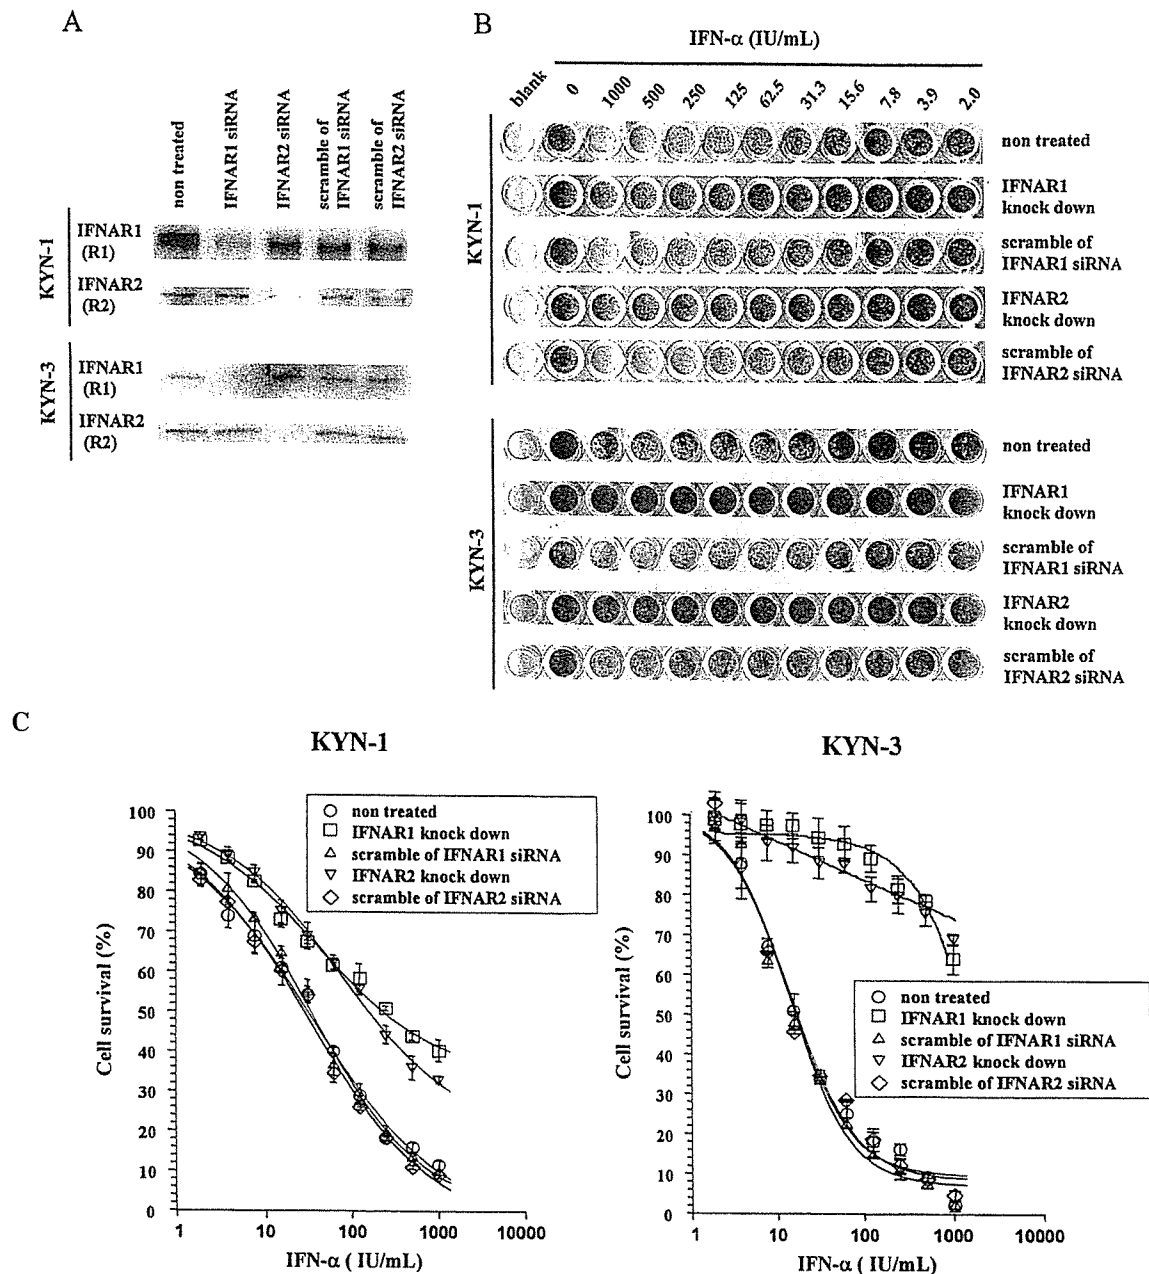 A
non treated
IFNAR1 siRNA
IFNAR2 siRNA
scramble of
IFNAR1 siRNA
scramble of
IFNAR2 siRNA
KYN-1
IFNAR1
(R1)
IFNAR2
(R2)
KYN-3
IFNAR1
(R1)
IFNAR2
(R2)
B
IFN-α (IU/mL)
blank
0
1000
500
250
125
62.5
31.3
15.6
7.8
3.9
2.0
KYN-1
non treated
IFNAR1
knock down
scramble of
IFNAR1 siRNA
IFNAR2
knock down
scramble of
IFNAR2 siRNA
KYN-3
non treated
IFNAR1
knock down
scramble of
IFNAR1 siRNA
IFNAR2
knock down
scramble of
IFNAR2 siRNA
C
KYN-1
Cell survival (%)
100
90
80
70
60
50
40
30
20
10
0
non treated
IFNAR1 knock down
scramble of IFNAR1 siRNA
IFNAR2 knock down
scramble of IFNAR2 siRNA
1
10
100
1000
10000
IFN-α ( IU/mL)
KYN-3
Cell survival (%)
100
90
80
70
60
50
40
30
20
10
0
non treated
IFNAR1 knock down
scramble of IFNAR1 siRNA
IFNAR2 knock down
scramble of IFNAR2 siRNA
1
10
100
1000
10000
IFN-α ( IU/mL)